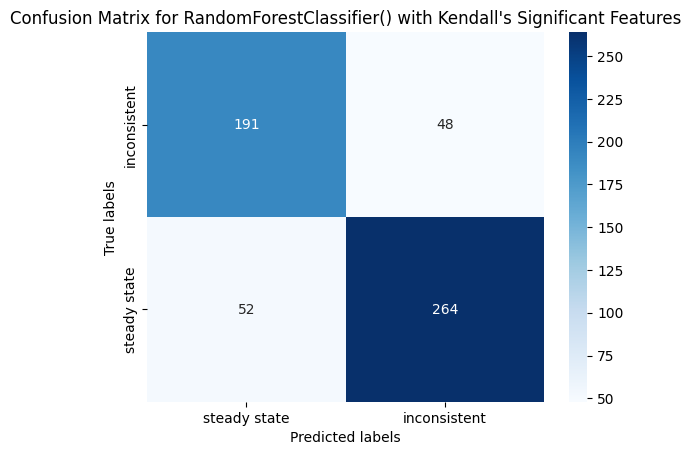 Confusion Matrix for RandomForestClassifier() with Kendall's Significant Features
True labels
inconsistent
steady state
191
48
52
264
steady state
inconsistent
Predicted labels
250
225
200
175
150
125
100
75
50